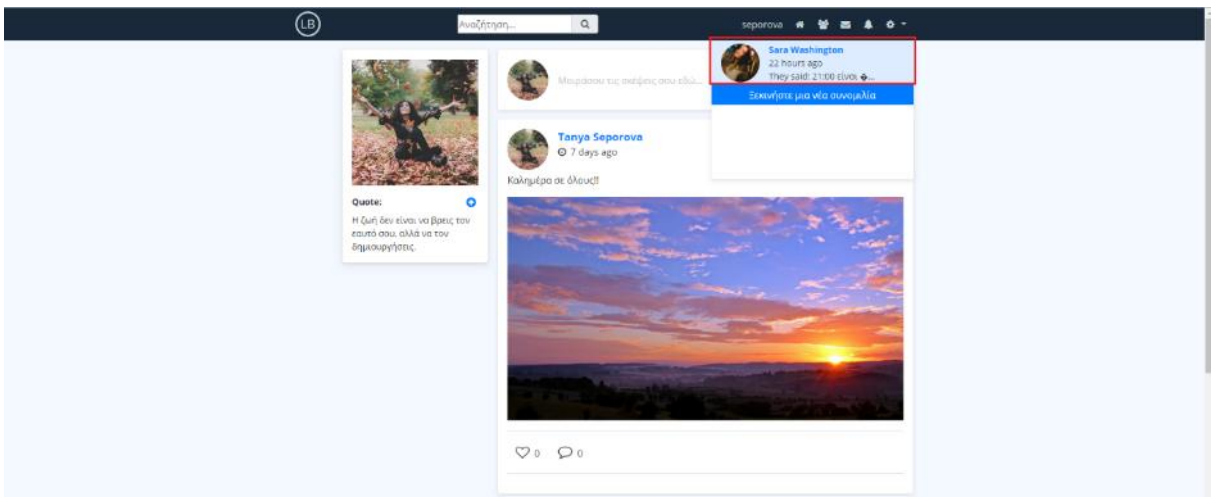 LB
Αναζήτηση...
seporova
Sara Washington
22 hourt ago
They said: 21:00 είναι �...
Ξεκινήστε μια νέα συνομιλία
Μοιράσου τις σκέψεις σου εδώ...
Tanya Seporova
7 days ago
Καλημέρα σε όλους!!
Quote:
Η ζωή δεν είναι να βρεις τον
εαυτό σου, αλλά να τον
δημιουργήσεις.
0
0